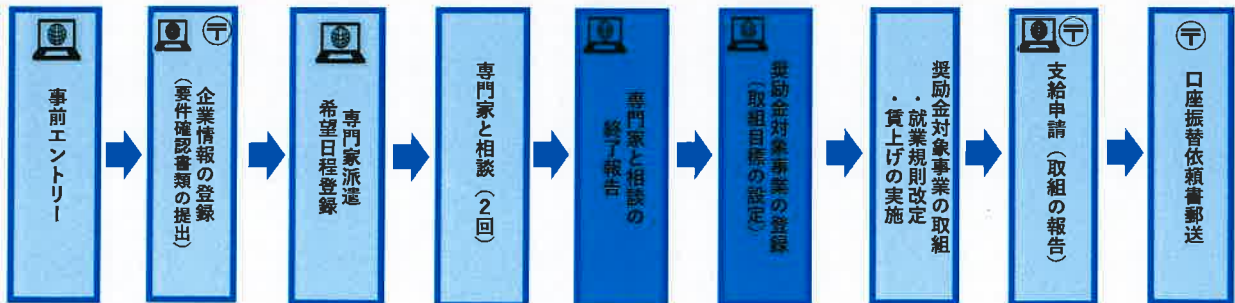 事前エントリー
企業情報の登録
（要件確認書類の提出）
専門家派遣
希望日程登録
専門家と相談（2回）
専門家と相談の
終了報告
奨励金対象事業の登録
（取組目標の設定）
奨励金対象事業の取組
・就業規則改定
・賃上げの実施
支給申請（取組の報告）
口座振替依頼書郵送